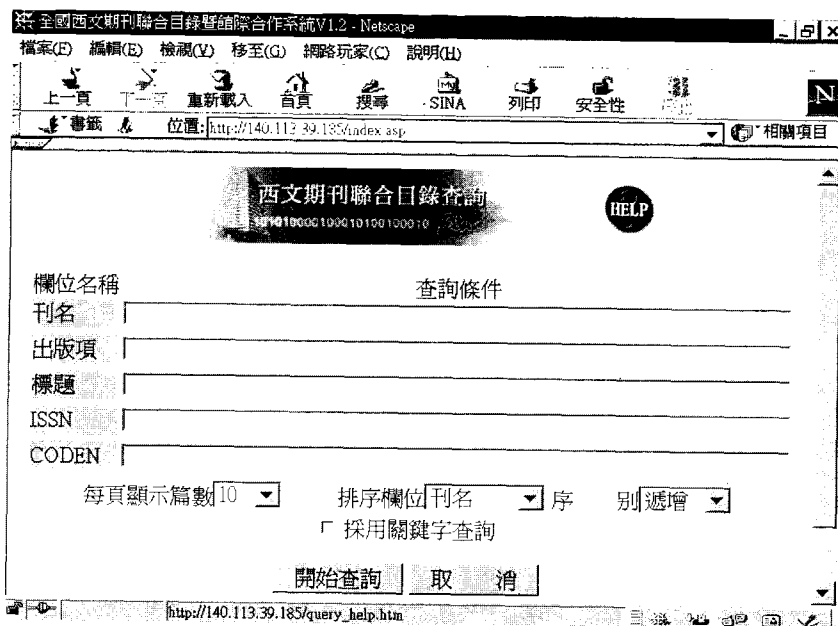 全國西文期刊聯合目錄暨館際合作系統V1.2 - Netscape
檔案(F) 編輯(E) 檢視(V) 移至(G) 網路玩家(C) 說明(H)
上一頁 下一頁 重新載入 首頁 搜尋 SINA 列印 安全性
書籤 位置: http://140.113.39.185/index.asp 相關項目
西文期刊聯合目錄查詢
HELP
欄位名稱 查詢條件
刊名
出版項
標題
ISSN
CODEN
每頁顯示篇數 10 排序欄位 刊名 序 別 遞增
採用關鍵字查詢
開始查詢 取 消
http://140.113.39.185/query_help.htm